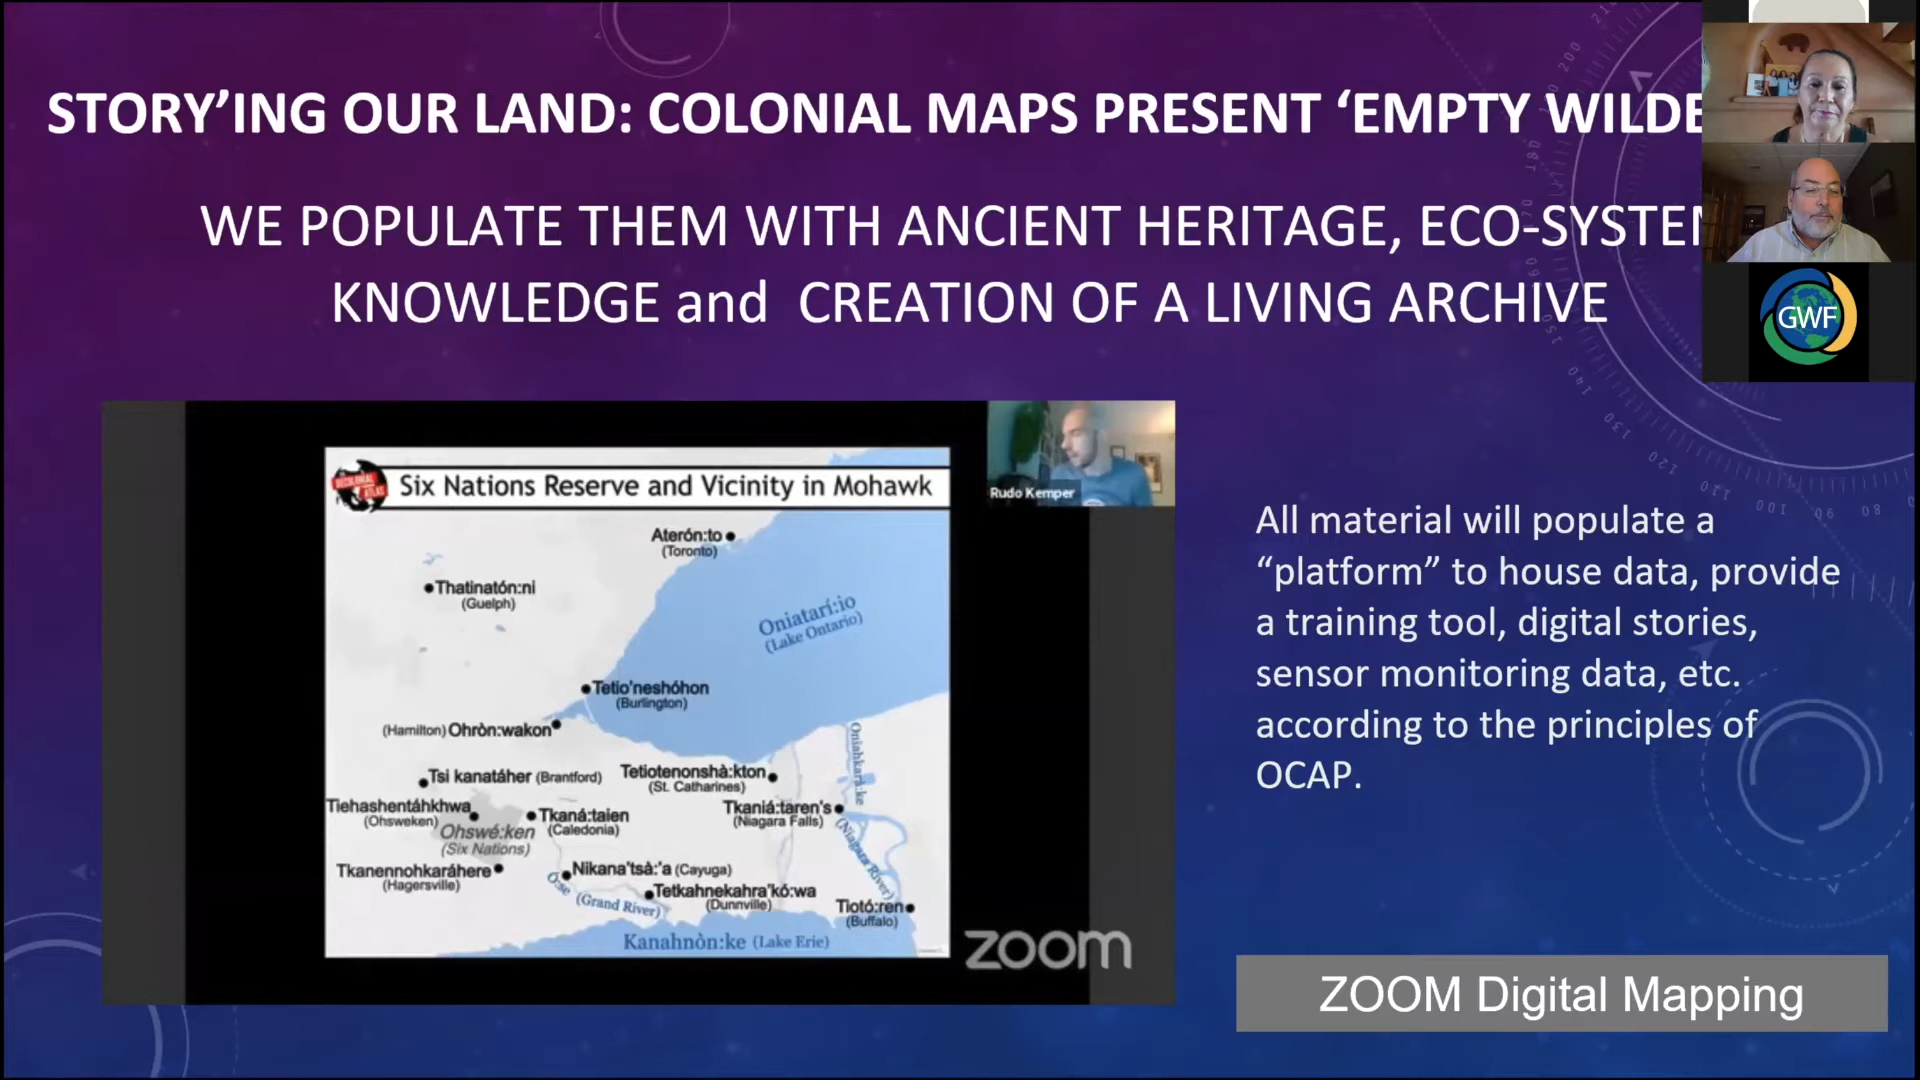 STORY’ING OUR LAND: COLONIAL MAPS PRESENT ‘EMPTY WILDE
WE POPULATE THEM WITH ANCIENT HERITAGE, ECO-SYSTEM
KNOWLEDGE and CREATION OF A LIVING ARCHIVE
GWF
DECOLONIAL
ATLAS
Six Nations Reserve and Vicinity in Mohawk
Rudo Kemper
Aterón:to
(Toronto)
Thatinatón:ni
(Guelph)
Oniatarí:io
(Lake Ontario)
Tetio'neshóhon
(Burlington)
(Hamilton) Ohròn:wakon
Tsi kanatáher (Brantford)
Tetiotenonshà:kton
(St. Catharines)
Oniahkará:ke
(Niagara River)
Tiehashentáhkhwa
(Ohsweken)
Tkaná:taien
(Caledonia)
Tkaniá:taren's
(Niagara Falls)
Ohswé:ken
(Six Nations)
Tkanennohkaráhere
(Hagersville)
Nikana'tsà:'a (Cayuga)
Ó:se (Grand River)
Tetkahnekahra'kó:wa
(Dunnville)
Tiotó:ren
(Buffalo)
Kanahnòn:ke (Lake Erie)
zoom
All material will populate a
“platform” to house data, provide
a training tool, digital stories,
sensor monitoring data, etc.
according to the principles of
OCAP.
ZOOM Digital Mapping